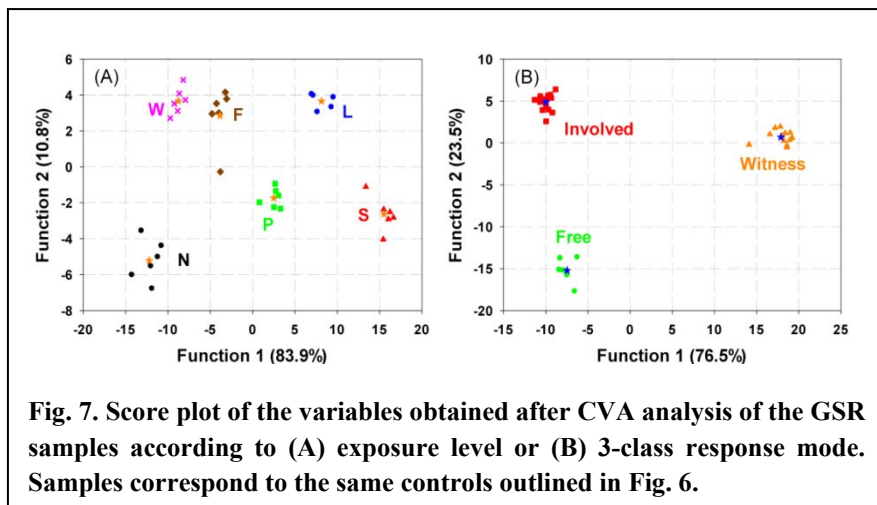 (A)
W
F
L
P
S
N
6
4
2
0
-2
-4
-6
-8
Function 2 (10.8%)
-20 -15 -10 -5 0 5 10 15 20
Function 1 (83.9%)
(B)
Involved
Witness
Free
10
5
0
-5
-10
-15
-20
Function 2 (23.5%)
-15 -10 -5 0 5 10 15 20 25
Function 1 (76.5%)
Fig. 7. Score plot of the variables obtained after CVA analysis of the GSR
samples according to (A) exposure level or (B) 3-class response mode.
Samples correspond to the same controls outlined in Fig. 6.